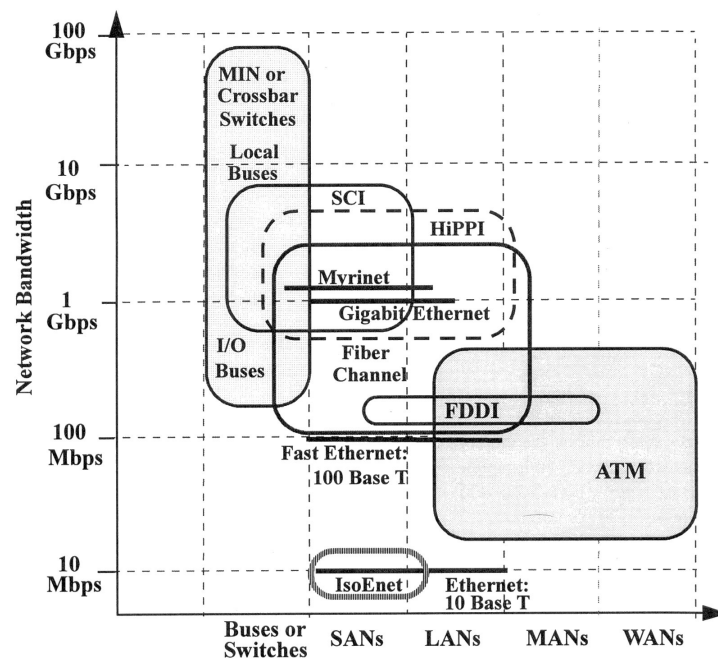 100
Gbps
MIN or
Crossbar
Switches
Local
Buses
10
Gbps
SCI
HiPPI
Network Bandwidth
Myrinet
1
Gbps
Gigabit Ethernet
I/O
Buses
Fiber
Channel
FDDI
100
Mbps
Fast Ethernet:
100 Base T
ATM
10
Mbps
IsoEnet
Ethernet:
10 Base T
Buses or
Switches
SANs
LANs
MANs
WANs